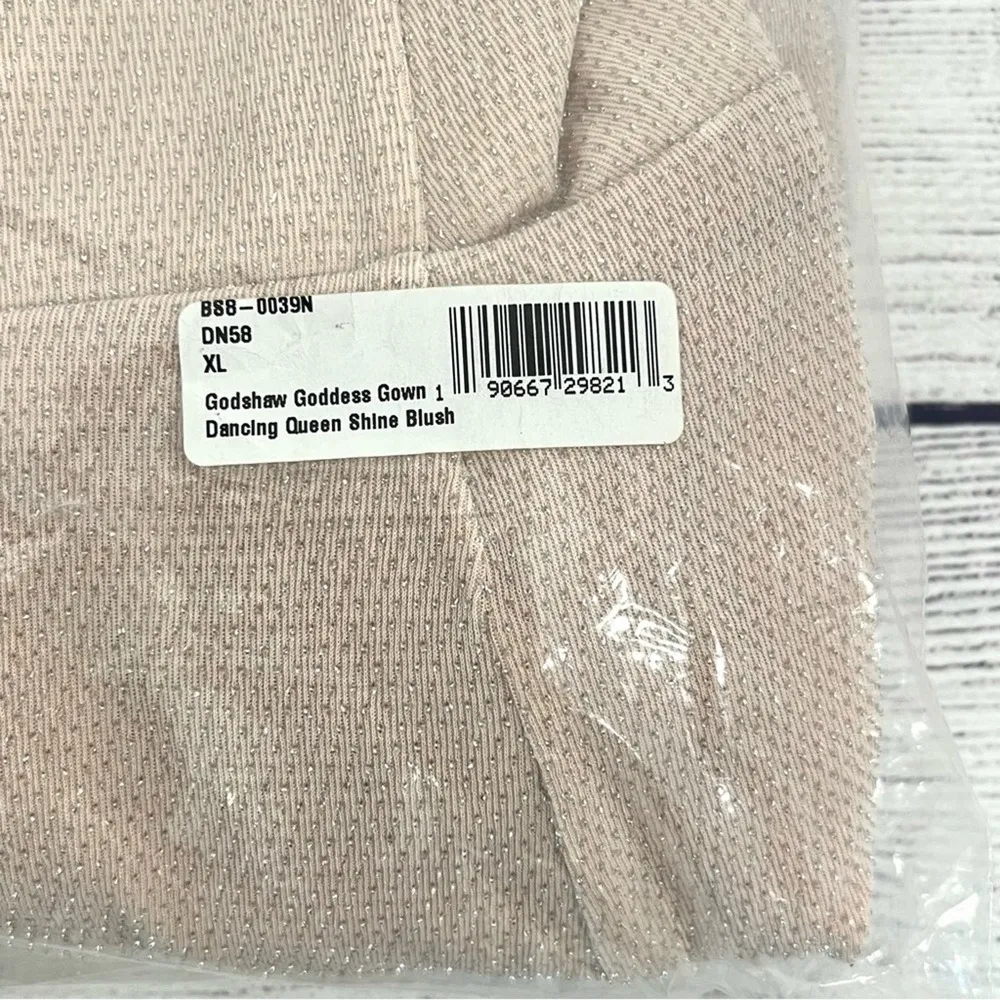 BS8-0039N
DN58
XL
Godshaw Goddess Gown
Dancing Queen Shine Blush
1 90667 29821 3